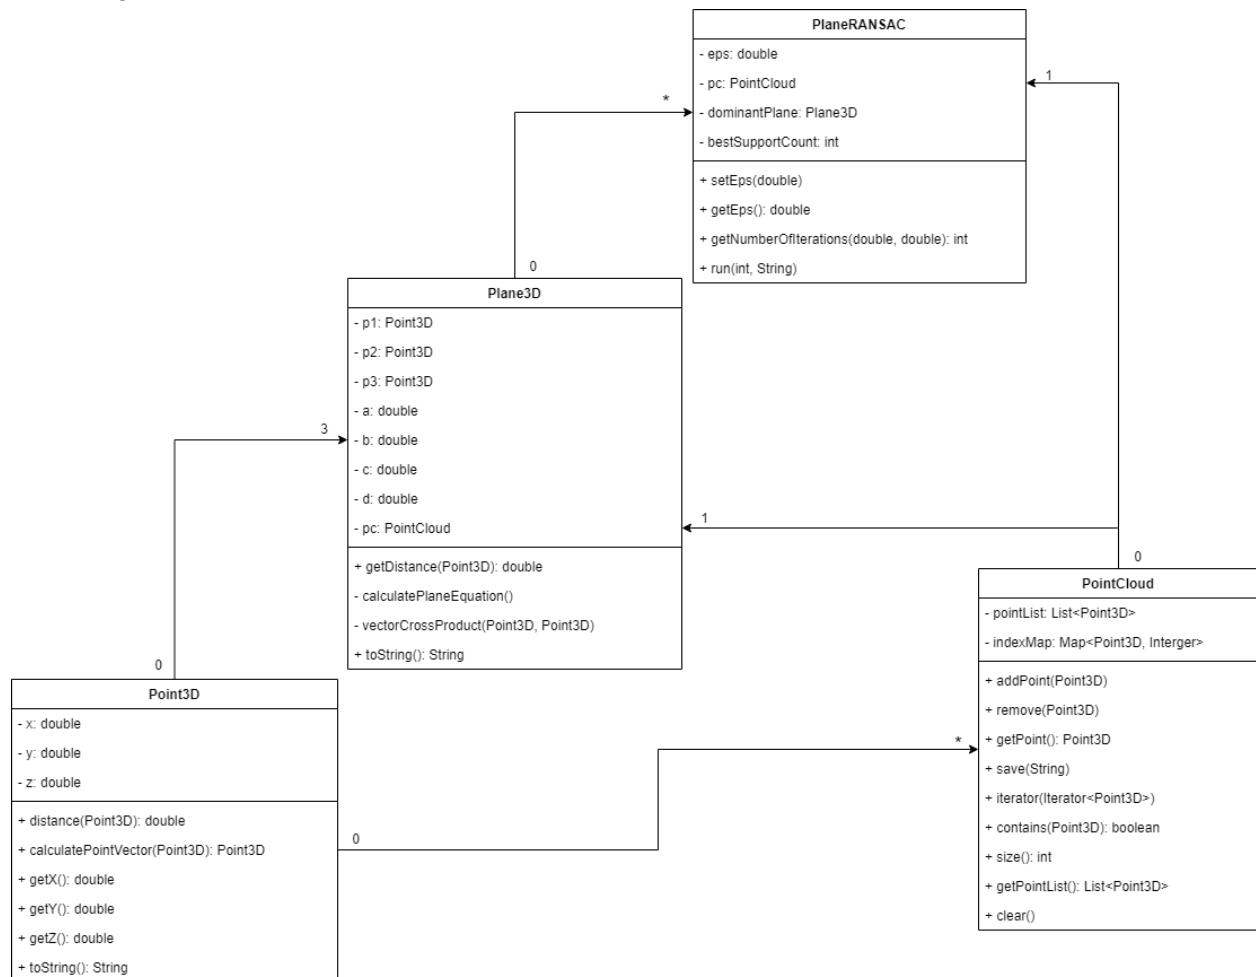 PlaneRANSAC
- eps: double
- pc: PointCloud
- dominantPlane: Plane3D
- bestSupportCount: int
+ setEps(double)
+ getEps(): double
+ getNumberOfIterations(double, double): int
+ run(int, String)
*
1
0
Plane3D
- p1: Point3D
- p2: Point3D
- p3: Point3D
- a: double
- b: double
- c: double
- d: double
- pc: PointCloud
+ getDistance(Point3D): double
- calculatePlaneEquation()
- vectorCrossProduct(Point3D, Point3D)
+ toString(): String
3
1
0
0
PointCloud
- pointList: List<Point3D>
- indexMap: Map<Point3D, Interger>
+ addPoint(Point3D)
+ remove(Point3D)
+ getPoint(): Point3D
+ save(String)
+ iterator(Iterator<Point3D>)
+ contains(Point3D): boolean
+ size(): int
+ getPointList(): List<Point3D>
+ clear()
*
0
Point3D
- x: double
- y: double
- z: double
+ distance(Point3D): double
+ calculatePointVector(Point3D): Point3D
+ getX(): double
+ getY(): double
+ getZ(): double
+ toString(): String